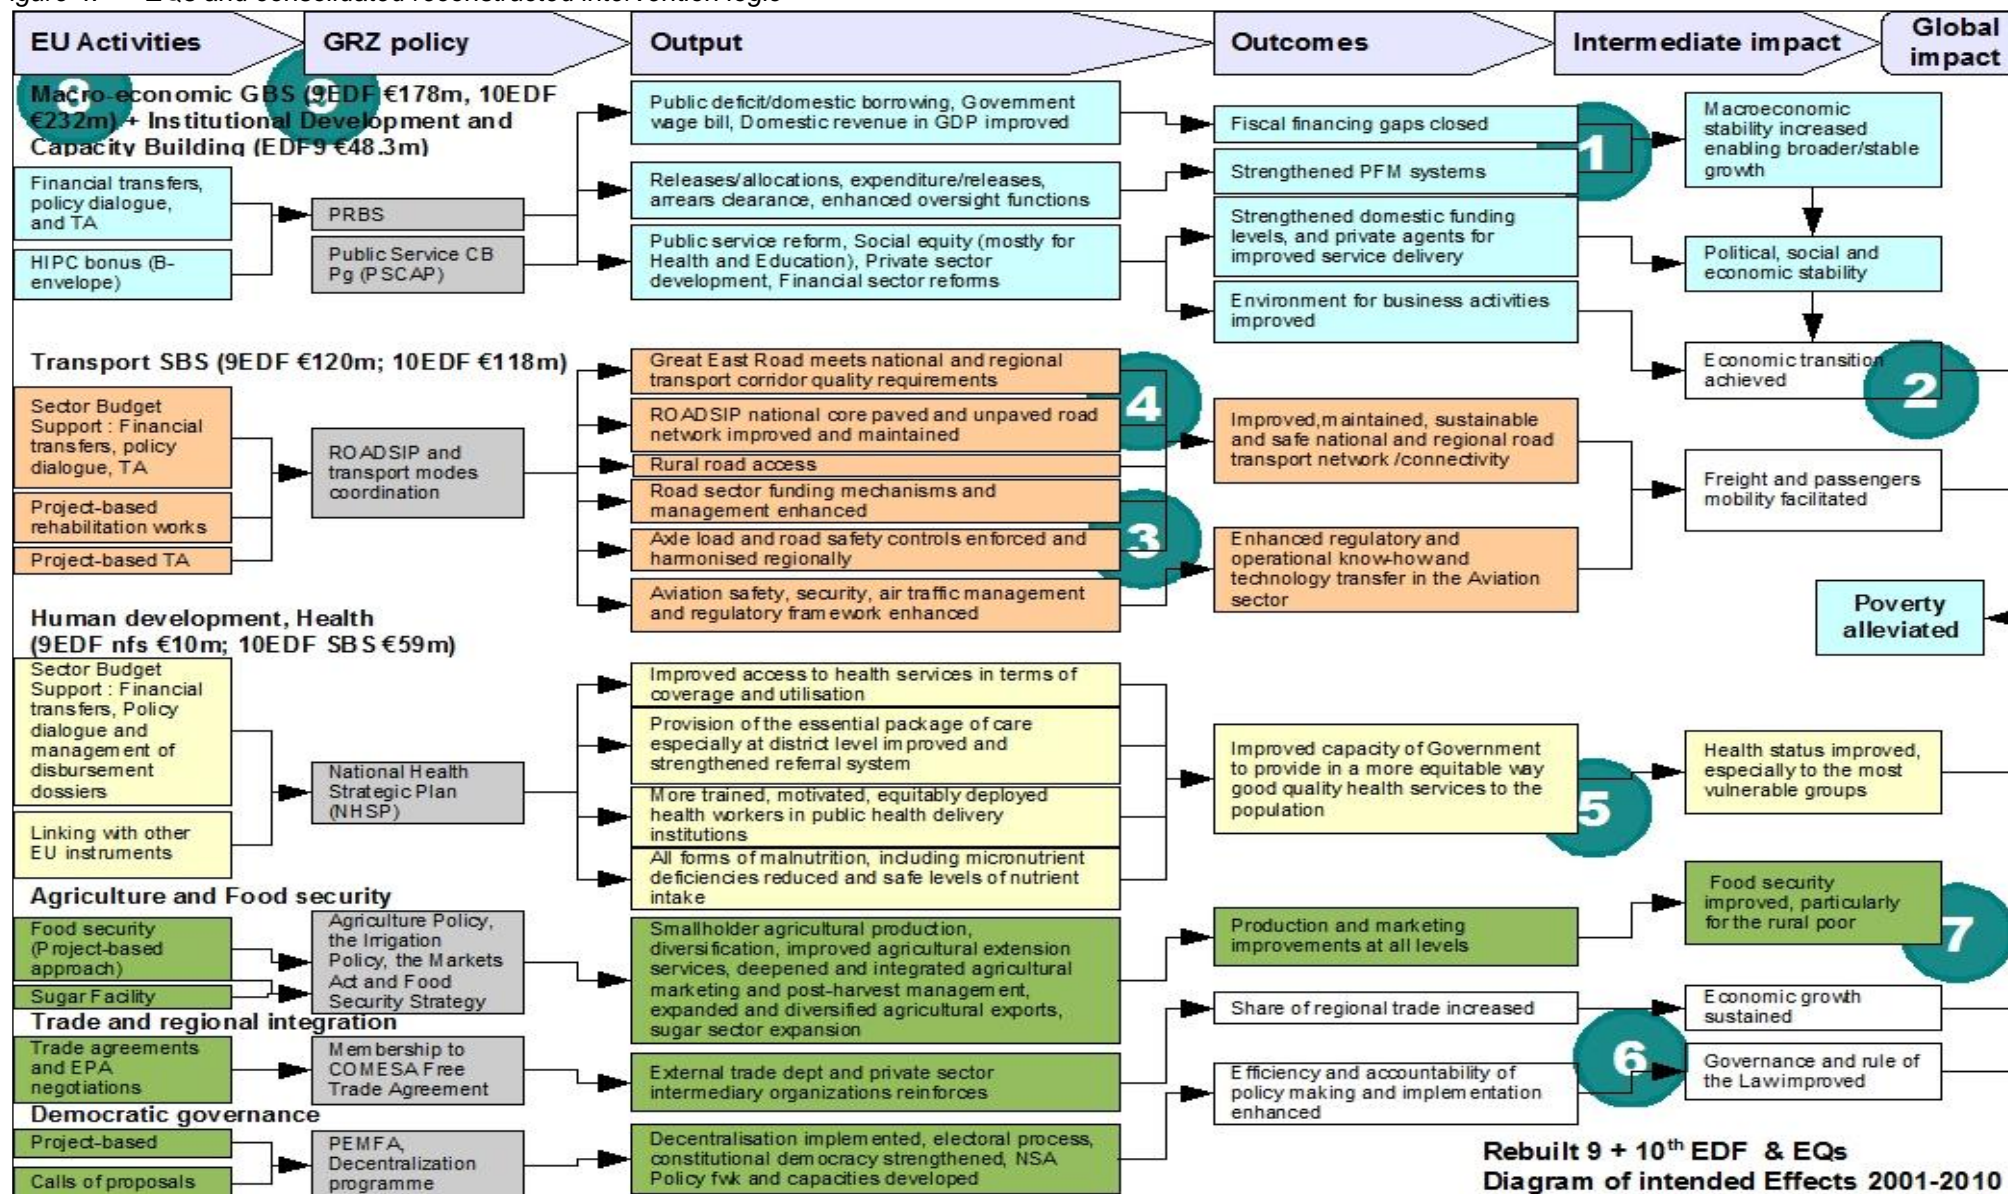 EQs and consolidated reconstructed intervention logic
EU Activities
GRZ policy
Output
Outcomes
Intermediate impact
Global
impact
8
9
Macro-economic GBS (9EDF €178m, 10EDF
€232m) + Institutional Development and
Capacity Building (EDF9 €48.3m)
Financial transfers,
policy dialogue,
and TA
HIPC bonus (B-
envelope)
PRBS
Public Service CB
Pg (PSCAP)
Public deficit/domestic borrowing, Government
wage bill, Domestic revenue in GDP improved
Releases/allocations, expenditure/releases,
arrears clearance, enhanced oversight functions
Public service reform, Social equity (mostly for
Health and Education), Private sector
development, Financial sector reforms
Fiscal financing gaps closed
Strengthened PFM systems
Strengthened domestic funding
levels, and private agents for
improved service delivery
Environment for business activities
improved
1
Macroeconomic
stability increased
enabling broader/stable
growth
Political, social and
economic stability
Economic transition
achieved
2
Transport SBS (9EDF €120m; 10EDF €118m)
Sector Budget
Support : Financial
transfers, policy
dialogue, TA
Project-based
rehabilitation works
Project-based TA
ROADSIP and
transport modes
coordination
Great East Road meets national and regional
transport corridor quality requirements
ROADSIP national core paved and unpaved road
network improved and maintained
Rural road access
Road sector funding mechanisms and
management enhanced
Axle load and road safety controls enforced and
harmonised regionally
Aviation safety, security, air traffic management
and regulatory framework enhanced
4
3
Improved,maintained, sustainable
and safe national and regional road
transport network /connectivity
Enhanced regulatory and
operational know-how and
technology transfer in the Aviation
sector
Freight and passengers
mobility facilitated
Poverty
alleviated
Human development, Health
(9EDF nfs €10m; 10EDF SBS €59m)
Sector Budget
Support : Financial
transfers, Policy
dialogue and
management of
disbursement
dossiers
Linking with other
EU instruments
National Health
Strategic Plan
(NHSP)
Improved access to health services in terms of
coverage and utilisation
Provision of the essential package of care
especially at district level improved and
strengthened referral system
More trained, motivated, equitably deployed
health workers in public health delivery
institutions
All forms of malnutrition, including micronutrient
deficiencies reduced and safe levels of nutrient
intake
Improved capacity of Government
to provide in a more equitable way
good quality health services to the
population
5
Health status improved,
especially to the most
vulnerable groups
Agriculture and Food security
Food security
(Project-based
approach)
Sugar Facility
Agriculture Policy,
the Irrigation
Policy, the Markets
Act and Food
Security Strategy
Smallholder agricultural production,
diversification, improved agricultural extension
services, deepened and integrated agricultural
marketing and post-harvest management,
expanded and diversified agricultural exports,
sugar sector expansion
Production and marketing
improvements at all levels
Food security
improved, particularly
for the rural poor
7
Trade and regional integration
Trade agreements
and EPA
negotiations
Membership to
COMESA Free
Trade Agreement
External trade dept and private sector
intermediary organizations reinforces
Share of regional trade increased
Economic growth
sustained
6
Democratic governance
Project-based
Calls of proposals
PEMFA,
Decentralization
programme
Decentralisation implemented, electoral process,
constitutional democracy strengthened, NSA
Policy fwk and capacities developed
Efficiency and accountability of
policy making and implementation
enhanced
Governance and rule of
the Law improved
Rebuilt 9 + 10th EDF & EQs
Diagram of intended Effects 2001-2010